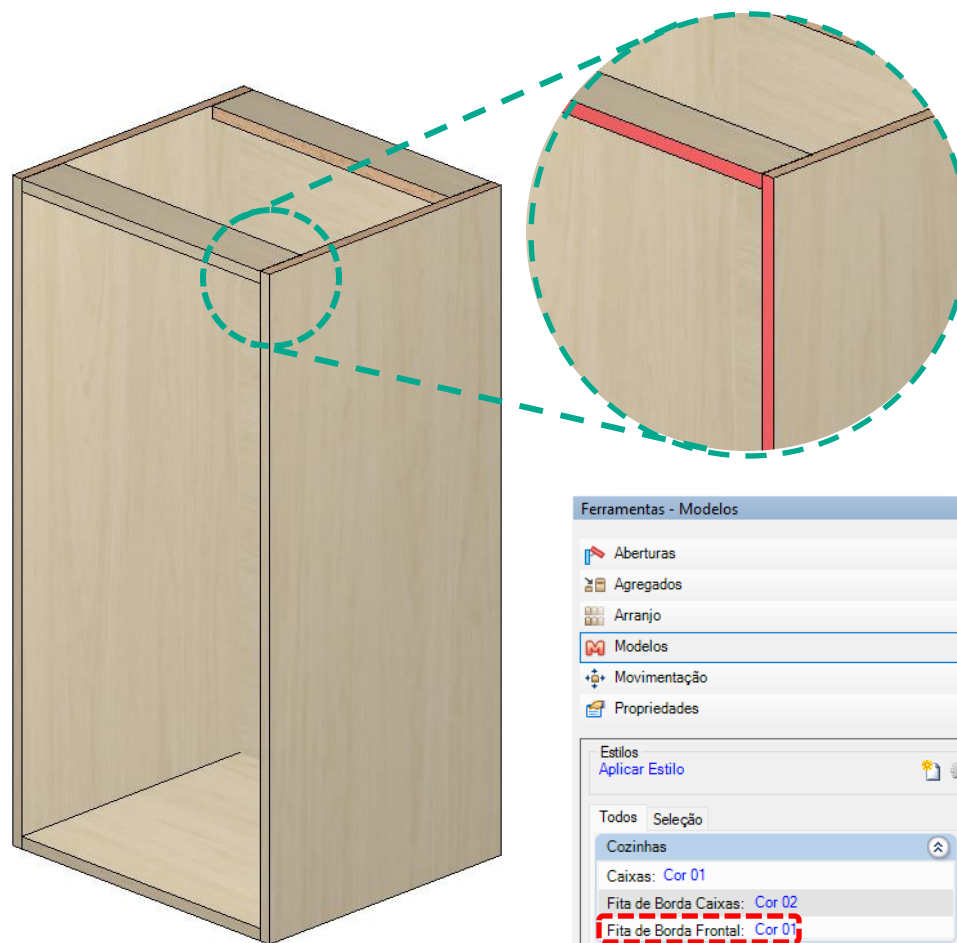 Ferramentas - Modelos
Aberturas
Agregados
Arranjo
Modelos
Movimentação
Propriedades
Estilos
Aplicar Estilo
Todos Seleção
Cozinhas
Caixas: Cor 01
Fita de Borda Caixas: Cor 02
Fita de Borda Frontal: Cor 01